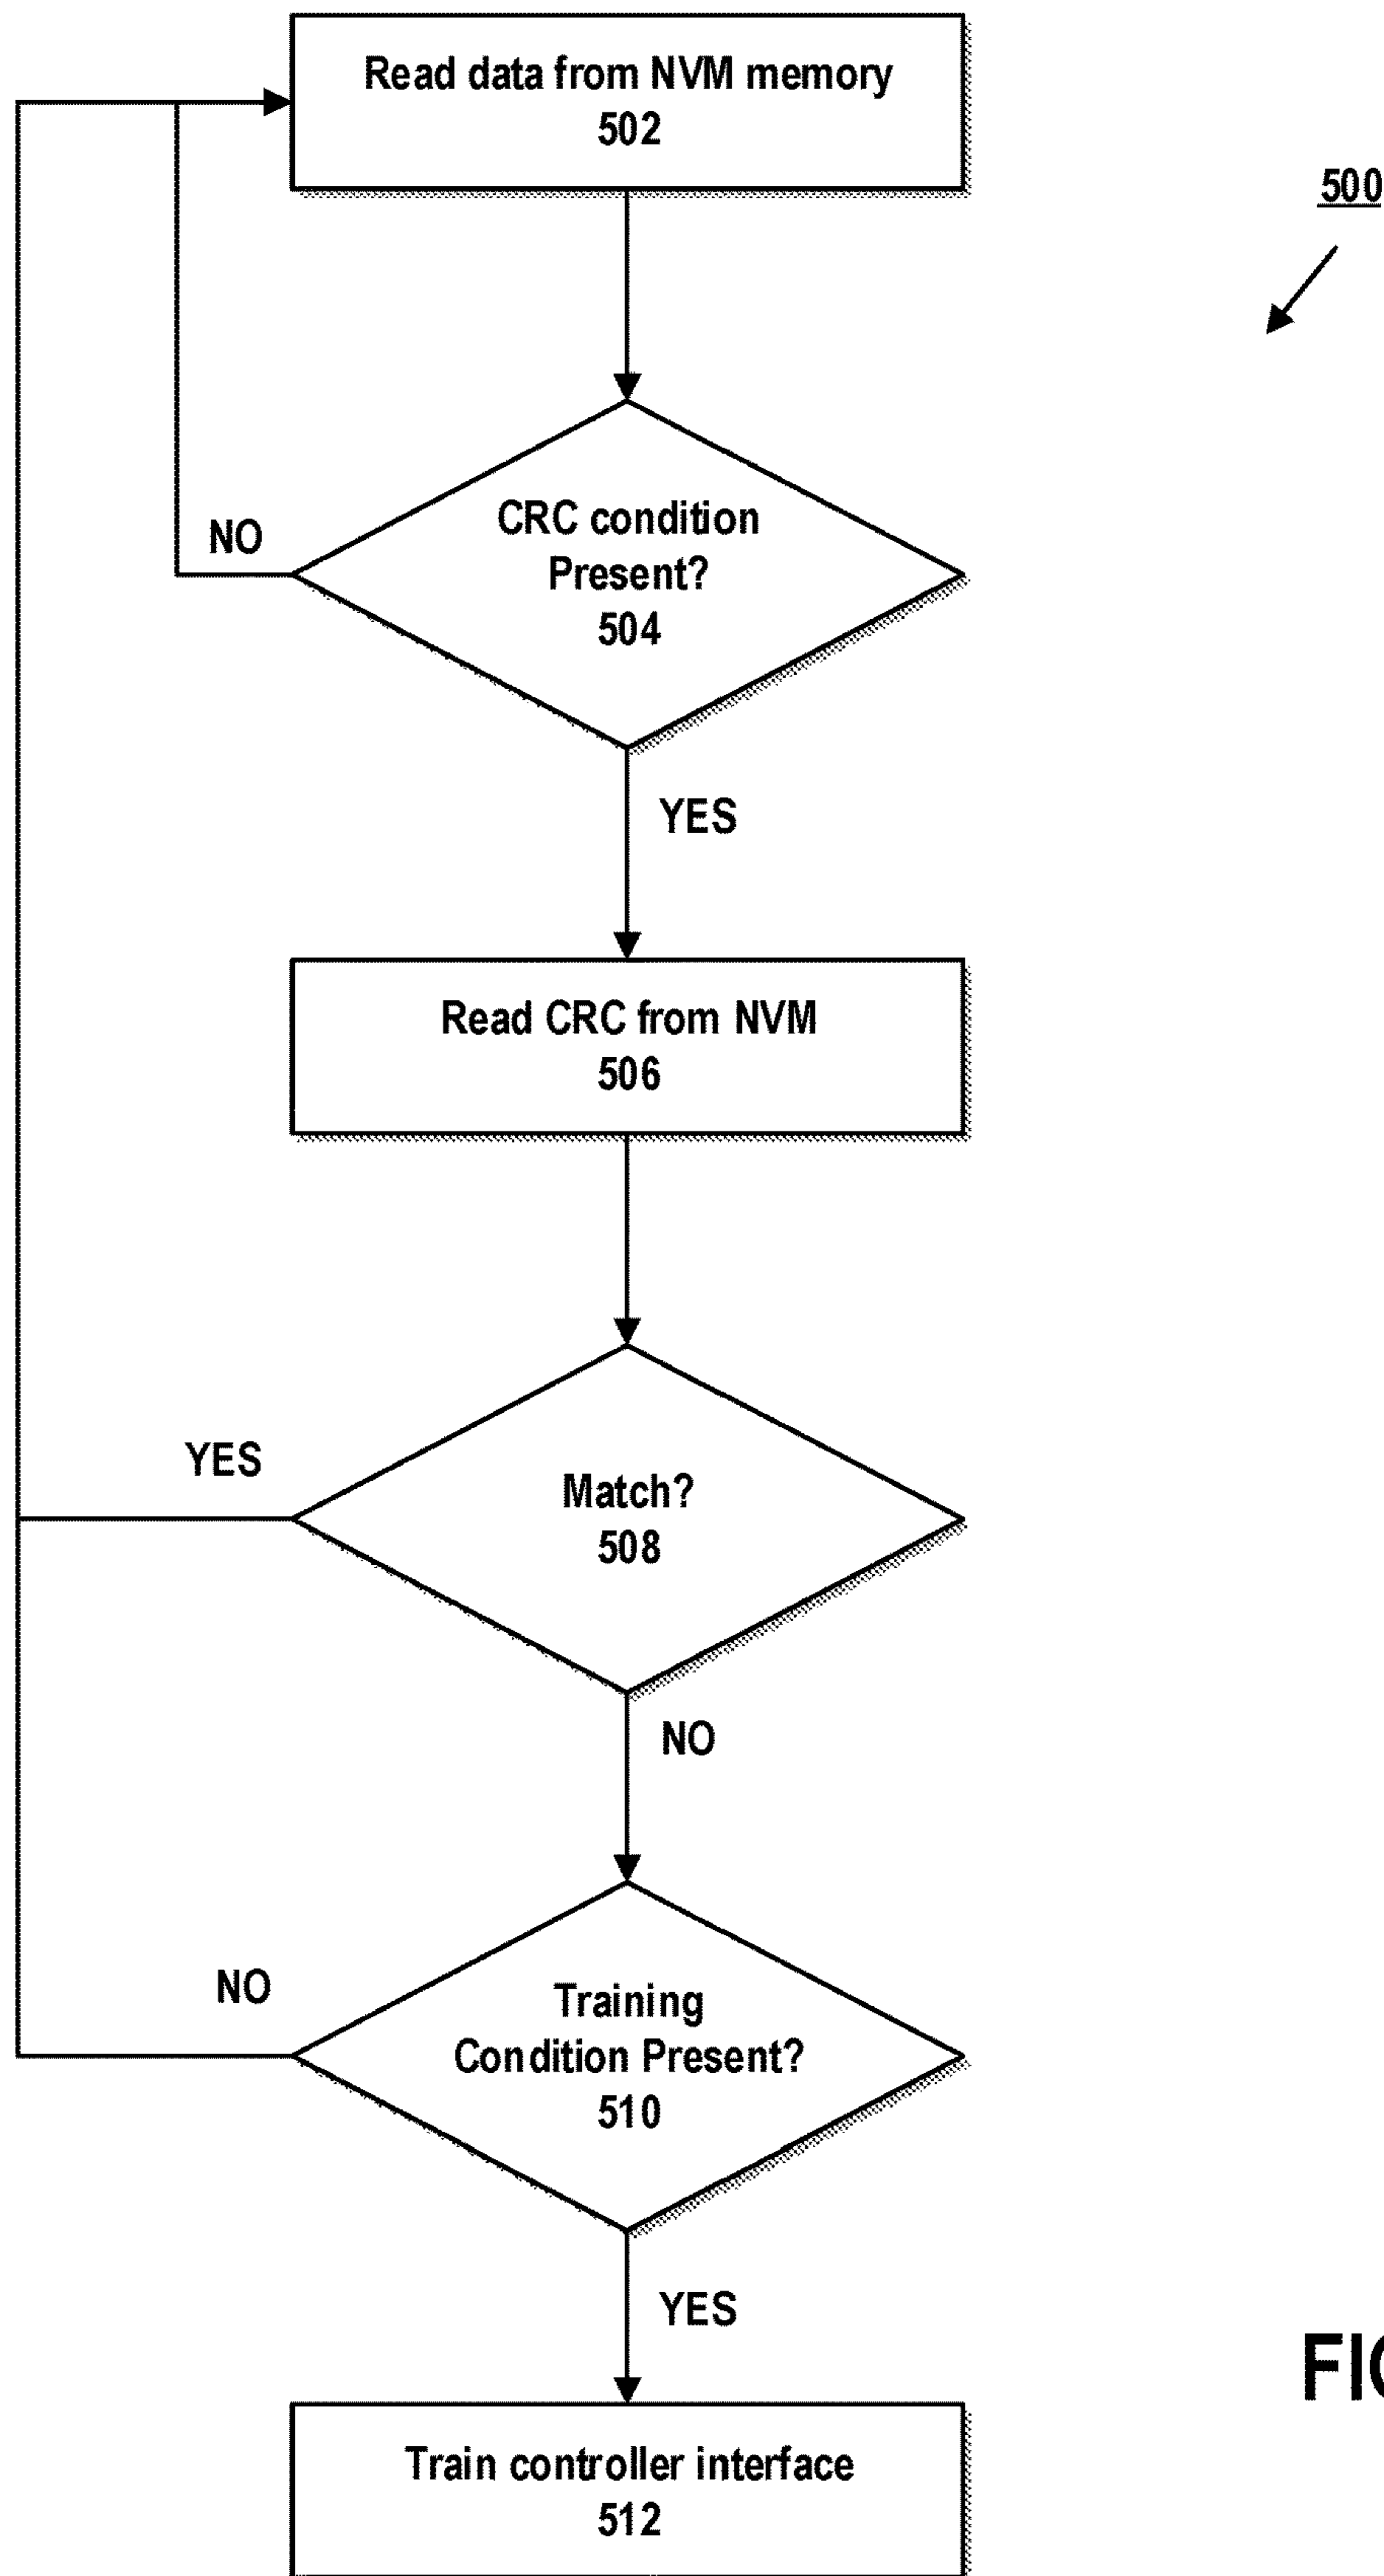 Read data from NVM memory
502
500
CRC condition
Present?
504
NO
YES
Read CRC from NVM
506
YES
Match?
508
NO
NO
Training
Condition Present?
510
YES
Train controller interface
512